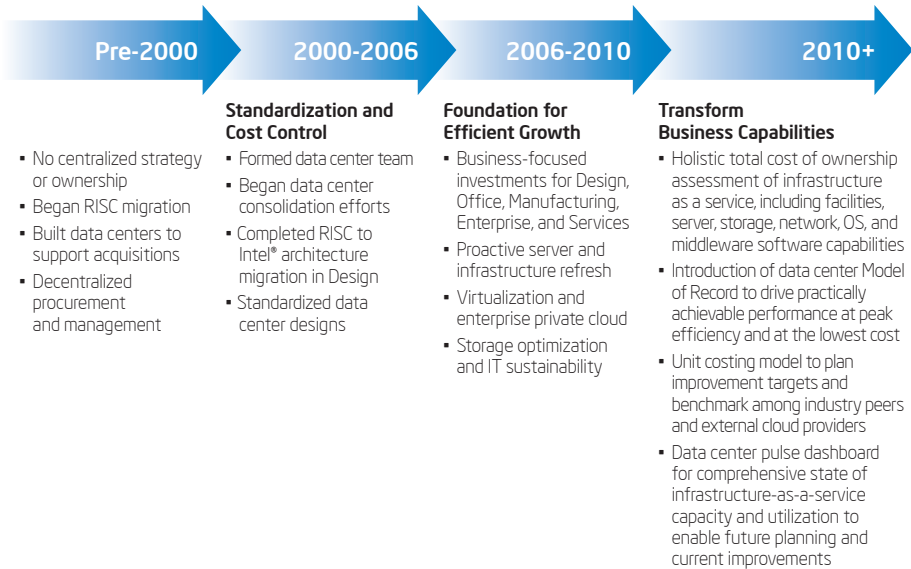 Pre-2000
2000-2006
2006-2010
2010+
▪ No centralized strategy
or ownership
▪ Began RISC migration
▪ Built data centers to
support acquisitions
▪ Decentralized
procurement
and management
Standardization and
Cost Control
▪ Formed data center team
▪ Began data center
consolidation efforts
▪ Completed RISC to
Intel® architecture
migration in Design
▪ Standardized data
center designs
Foundation for
Efficient Growth
▪ Business-focused
investments for Design,
Office, Manufacturing,
Enterprise, and Services
▪ Proactive server and
infrastructure refresh
▪ Virtualization and
enterprise private cloud
▪ Storage optimization
and IT sustainability
Transform
Business Capabilities
▪ Holistic total cost of ownership
assessment of infrastructure
as a service, including facilities,
server, storage, network, OS, and
middleware software capabilities
▪ Introduction of data center Model
of Record to drive practically
achievable performance at peak
efficiency and at the lowest cost
▪ Unit costing model to plan
improvement targets and
benchmark among industry peers
and external cloud providers
▪ Data center pulse dashboard
for comprehensive state of
infrastructure-as-a-service
capacity and utilization to
enable future planning and
current improvements